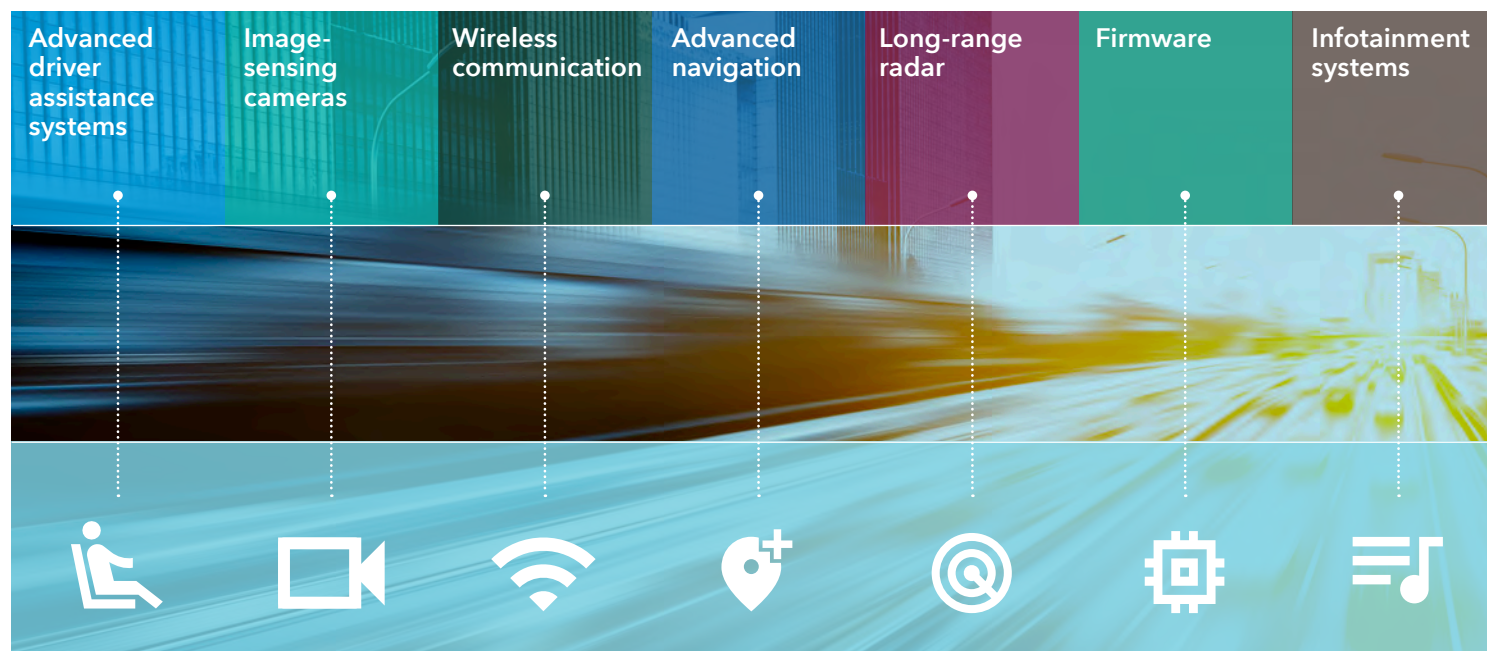 Advanced
driver
assistance
systems
Image-
sensing
cameras
Wireless
communication
Advanced
navigation
Long-range
radar
Firmware
Infotainment
systems